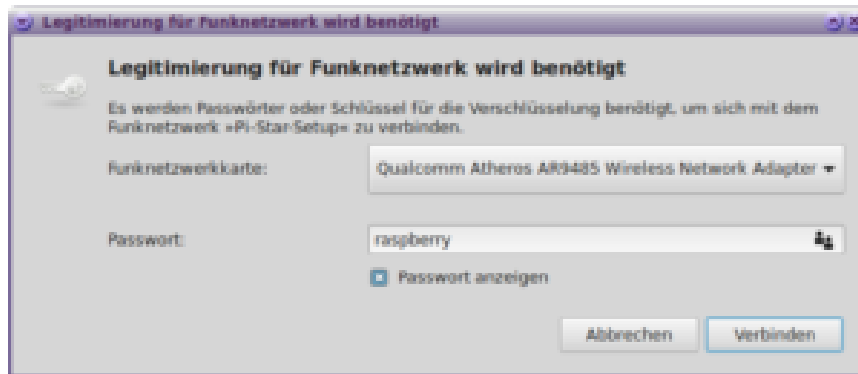 Legitimierung für Funknetzwerk wird benötigt
Legitimierung für Funknetzwerk wird benötigt
Es werden Passwörter oder Schlüssel für die Verschlüsselung benötigt, um sich mit dem
Funknetzwerk »Pi-Star-Setup« zu verbinden.
Funknetzwerkkarte:
Qualcomm Atheros AR9485 Wireless Network Adapter
Passwort:
raspberry
Passwort anzeigen
Abbrechen
Verbinden